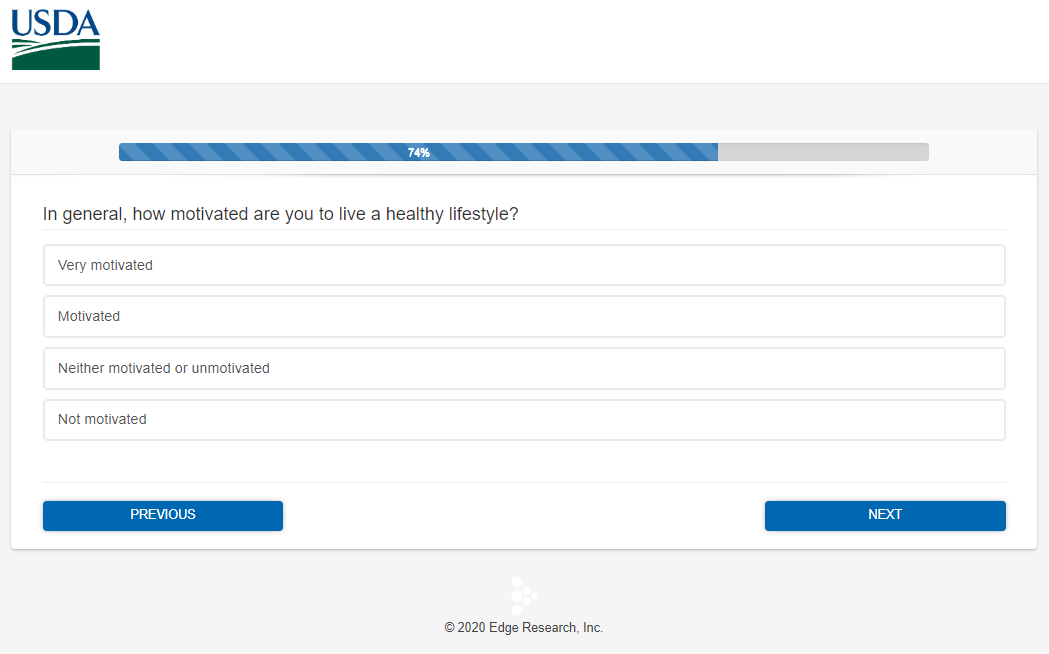 USDA
74%
In general, how motivated are you to live a healthy lifestyle?
Very motivated
Motivated
Neither motivated or unmotivated
Not motivated
PREVIOUS
NEXT
© 2020 Edge Research, Inc.